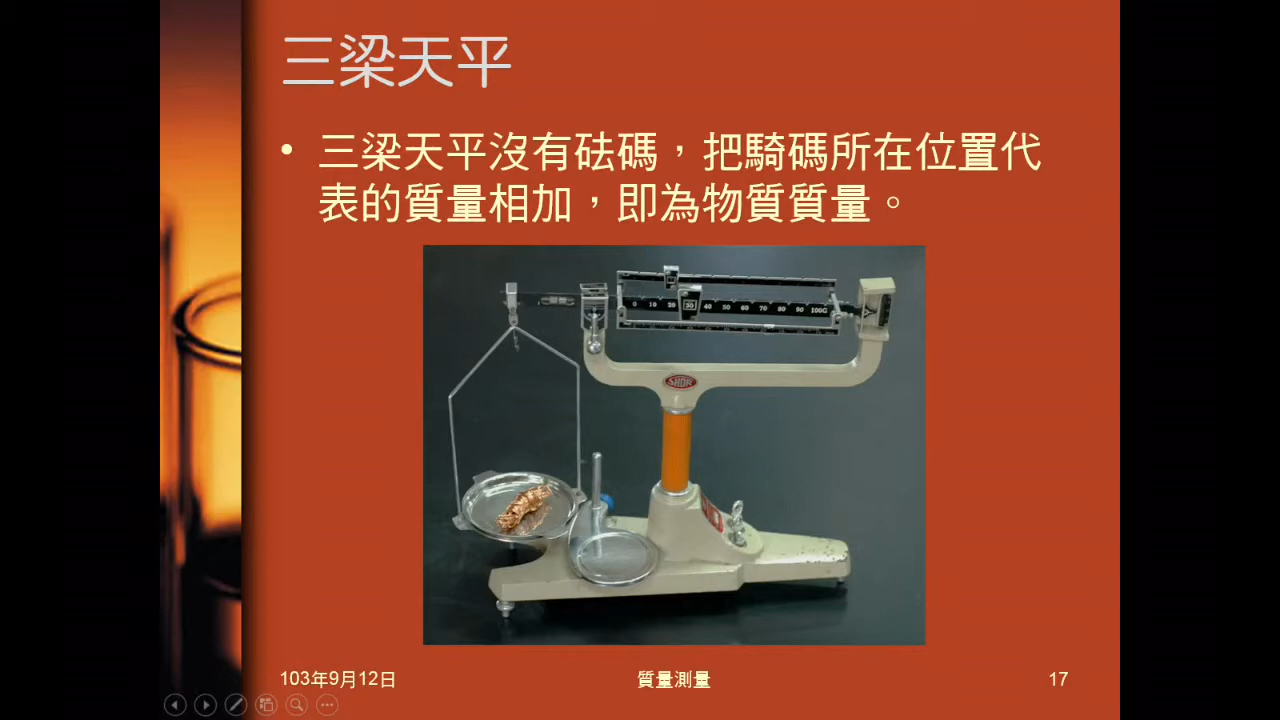 三梁天平
• 三梁天平沒有砝碼，把騎碼所在位置代
表的質量相加，即為物質質量。
0 10 20 30 40 50 60 70 80 90 100G
SHDR
103年9月12日 質量測量 17